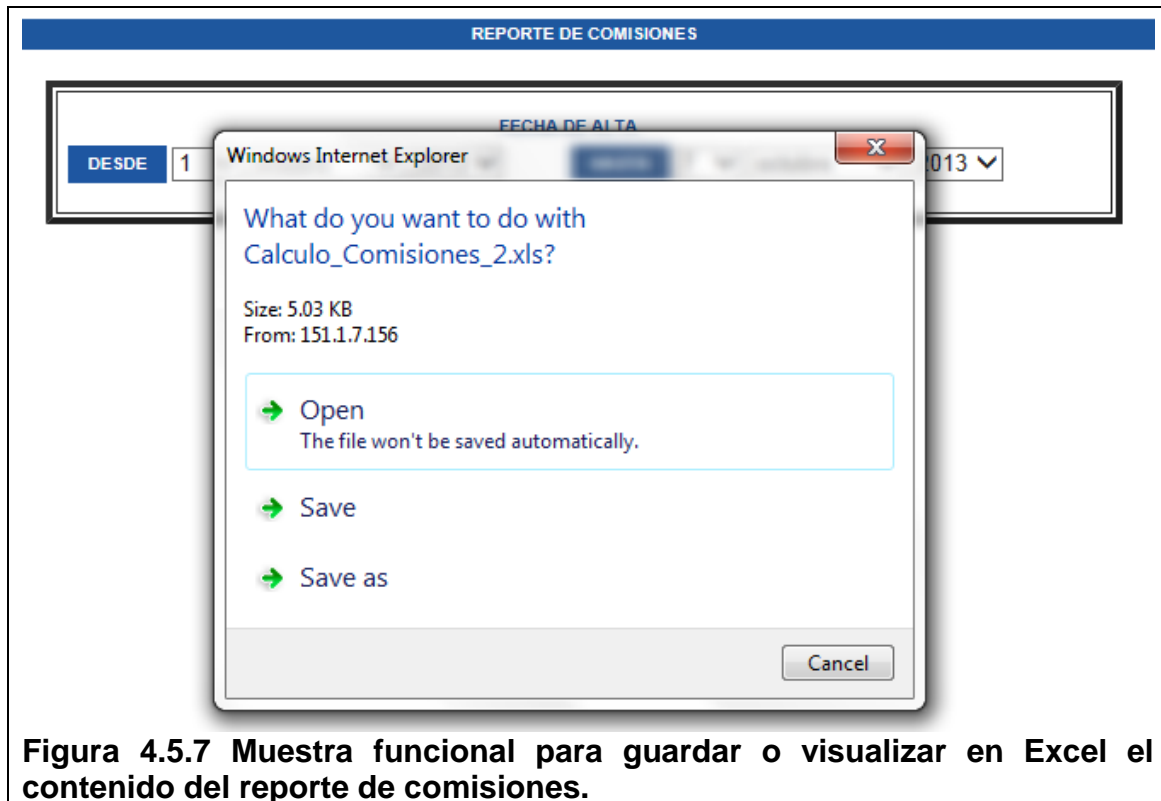 REPORTE DE COMISIONES
FECHA DE ALTA
DESDE 1 2013
Windows Internet Explorer
What do you want to do with
Calculo_Comisiones_2.xls?
Size: 5.03 KB
From: 151.1.7.156
Open
The file won't be saved automatically.
Save
Save as
Cancel
Figura 4.5.7 Muestra funcional para guardar o visualizar en Excel el
contenido del reporte de comisiones.